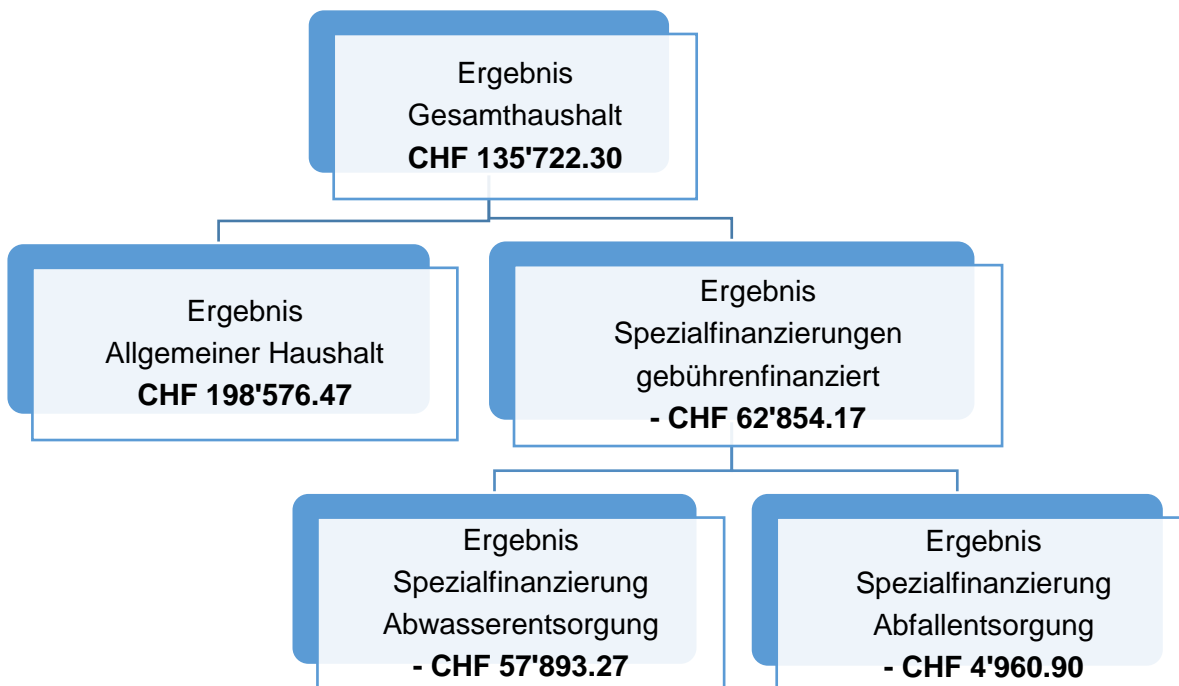 Ergebnis
Gesamthaushalt
CHF 135'722.30
Ergebnis
Allgemeiner Haushalt
CHF 198'576.47
Ergebnis
Spezialfinanzierungen
gebührenfinanziert
- CHF 62'854.17
Ergebnis
Spezialfinanzierung
Abwasserentsorgung
- CHF 57'893.27
Ergebnis
Spezialfinanzierung
Abfallentsorgung
- CHF 4'960.90